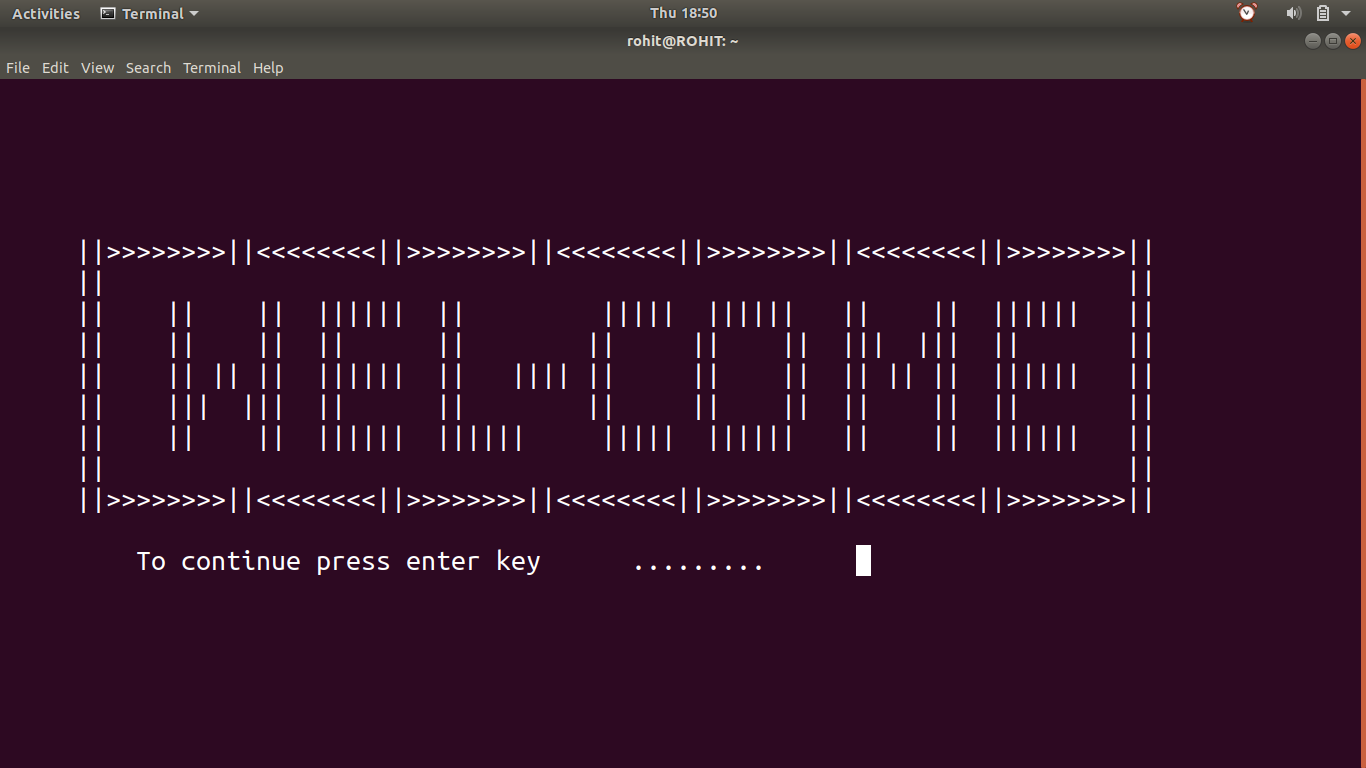 Activities Terminal Thu 18:50
rohit@ROHIT: ~
File Edit View Search Terminal Help
||>>>>>>>>||<<<<<<<<||>>>>>>>>||<<<<<<<<||>>>>>>>>||<<<<<<<<||>>>>>>>>||
||                                                                    ||
||    ||    ||  ||||||  ||         |||||  ||||||   ||    ||  ||||||   ||
||    ||    ||  ||      ||        ||     ||    ||  |||  |||  ||       ||
||    || || ||  ||||||  ||   |||| ||     ||    ||  || || ||  ||||||   ||
||    |||  |||  ||      ||        ||     ||    ||  ||    ||  ||       ||
||    ||    ||  ||||||  ||||||     |||||  ||||||   ||    ||  ||||||   ||
||                                                                    ||
||>>>>>>>>||<<<<<<<<||>>>>>>>>||<<<<<<<<||>>>>>>>>||<<<<<<<<||>>>>>>>>||
To continue press enter key      .........